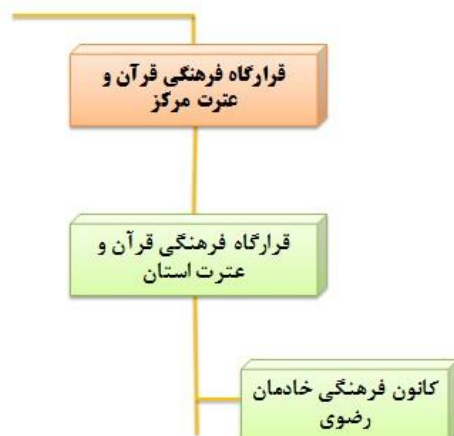 قرارگاه فرهنگی قرآن و
عترت مرکز
قرارگاه فرهنگی قرآن و
عترت استان
کانون فرهنگی خادمان
رضوی